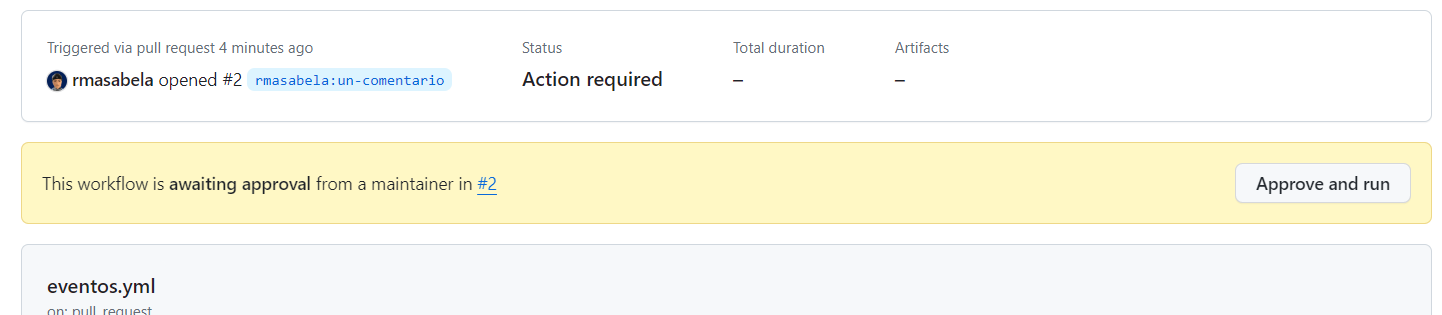 Triggered via pull request 4 minutes ago
rmasabela opened #2 rmasabela:un-comentario
Status
Action required
Total duration
–
Artifacts
–
This workflow is awaiting approval from a maintainer in #2
Approve and run
eventos.yml
on: pull_request